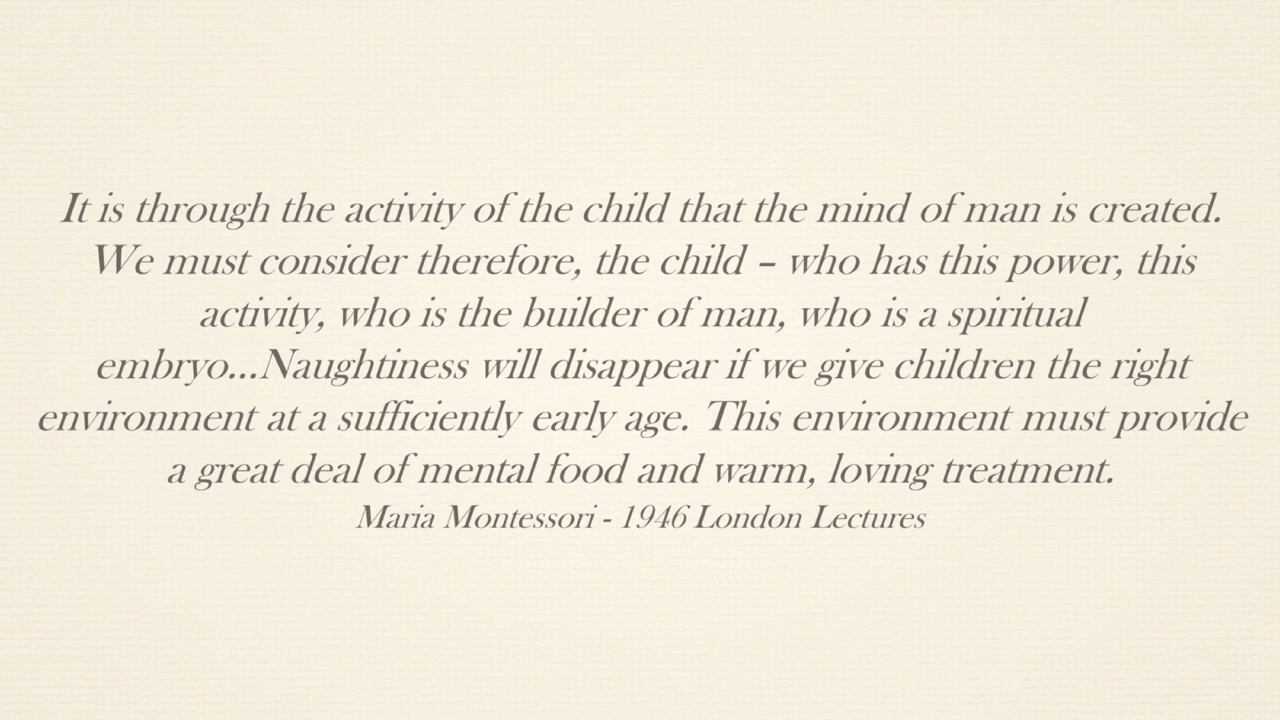 It is through the activity of the child that the mind of man is created.
We must consider therefore, the child – who has this power, this
activity, who is the builder of man, who is a spiritual
embryo...Naughtiness will disappear if we give children the right
environment at a sufficiently early age. This environment must provide
a great deal of mental food and warm, loving treatment.
Maria Montessori - 1946 London Lectures